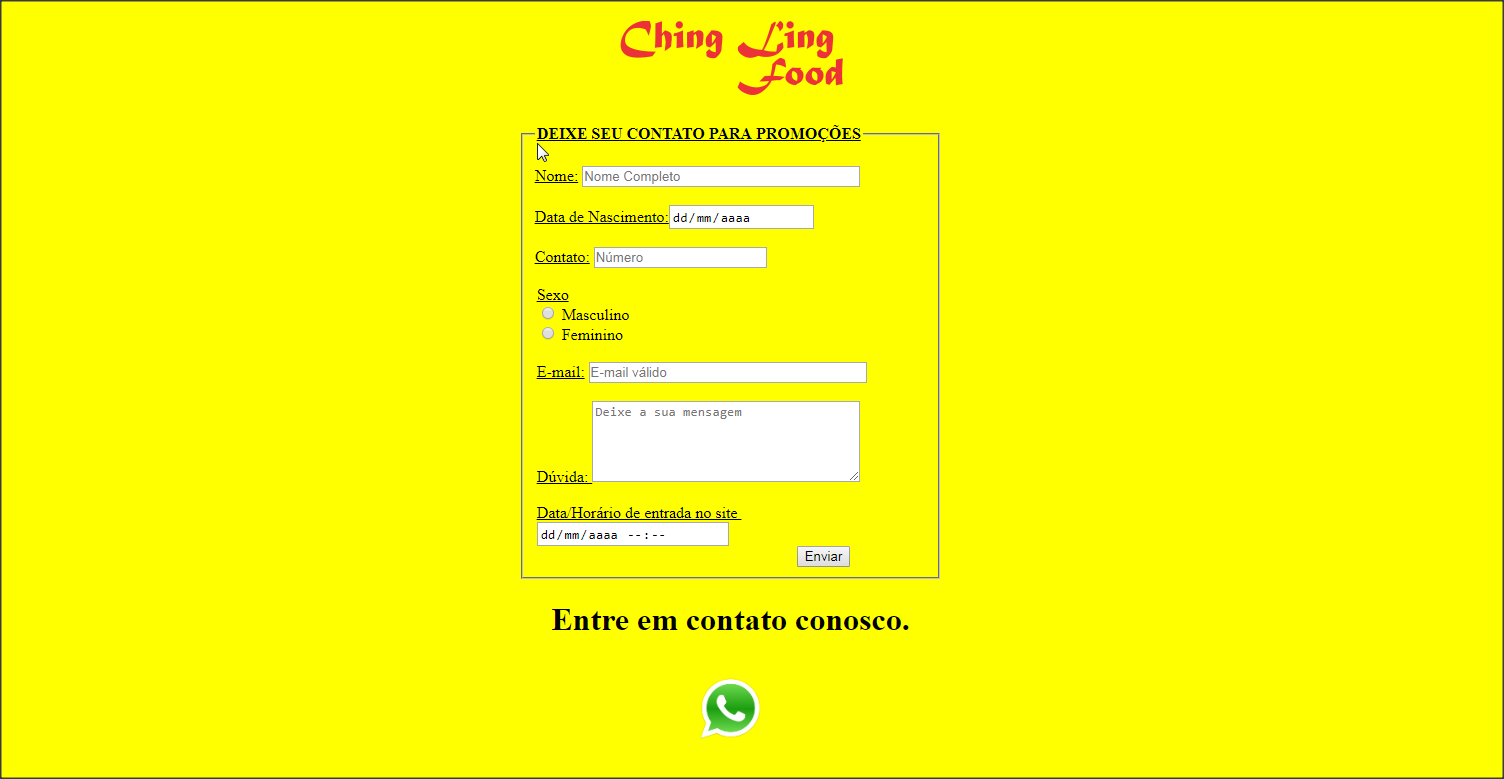 Ching Ling
Food
DEIXE SEU CONTATO PARA PROMOÇÕES
Nome: Nome Completo
Data de Nascimento: dd/mm/aaaa
Contato: Número
Sexo
Masculino
Feminino
E-mail: E-mail válido
Deixe a sua mensagem
Dúvida:
Data/Horário de entrada no site
dd/mm/aaaa --:--
Enviar
Entre em contato conosco.